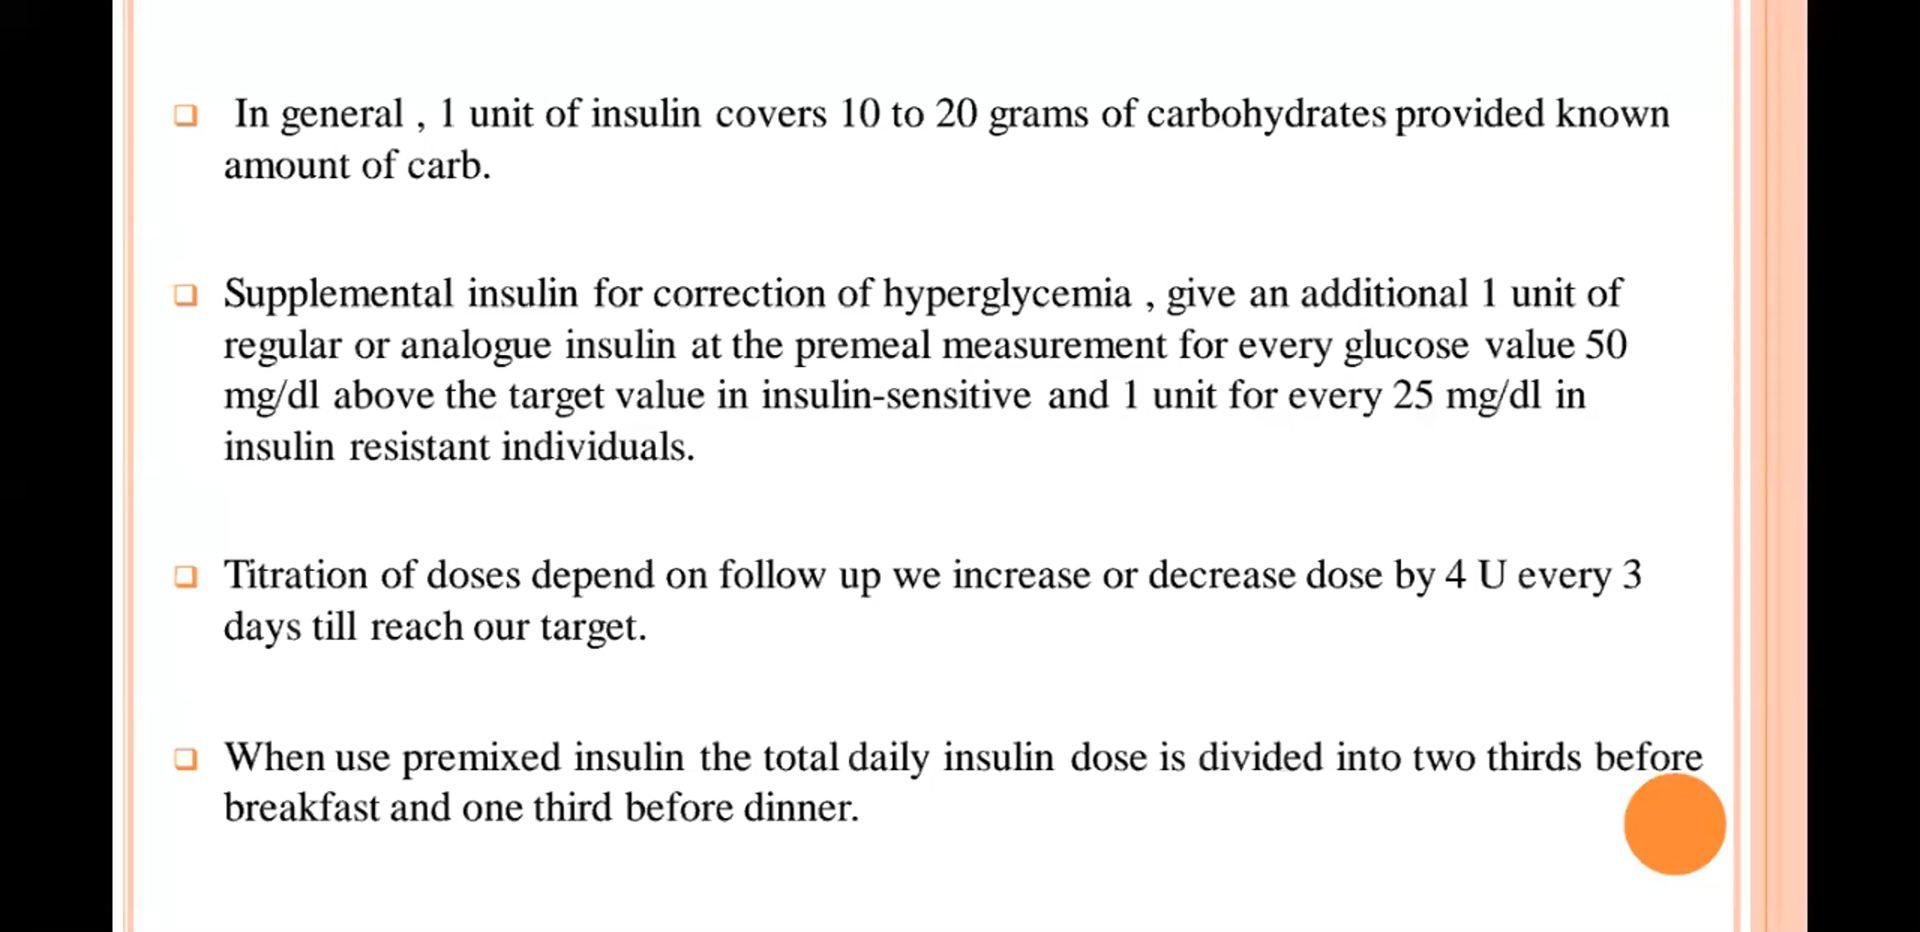 In general , 1 unit of insulin covers 10 to 20 grams of carbohydrates provided known
amount of carb.
Supplemental insulin for correction of hyperglycemia , give an additional 1 unit of
regular or analogue insulin at the premeal measurement for every glucose value 50
mg/dl above the target value in insulin-sensitive and 1 unit for every 25 mg/dl in
insulin resistant individuals.
Titration of doses depend on follow up we increase or decrease dose by 4 U every 3
days till reach our target.
When use premixed insulin the total daily insulin dose is divided into two thirds before
breakfast and one third before dinner.